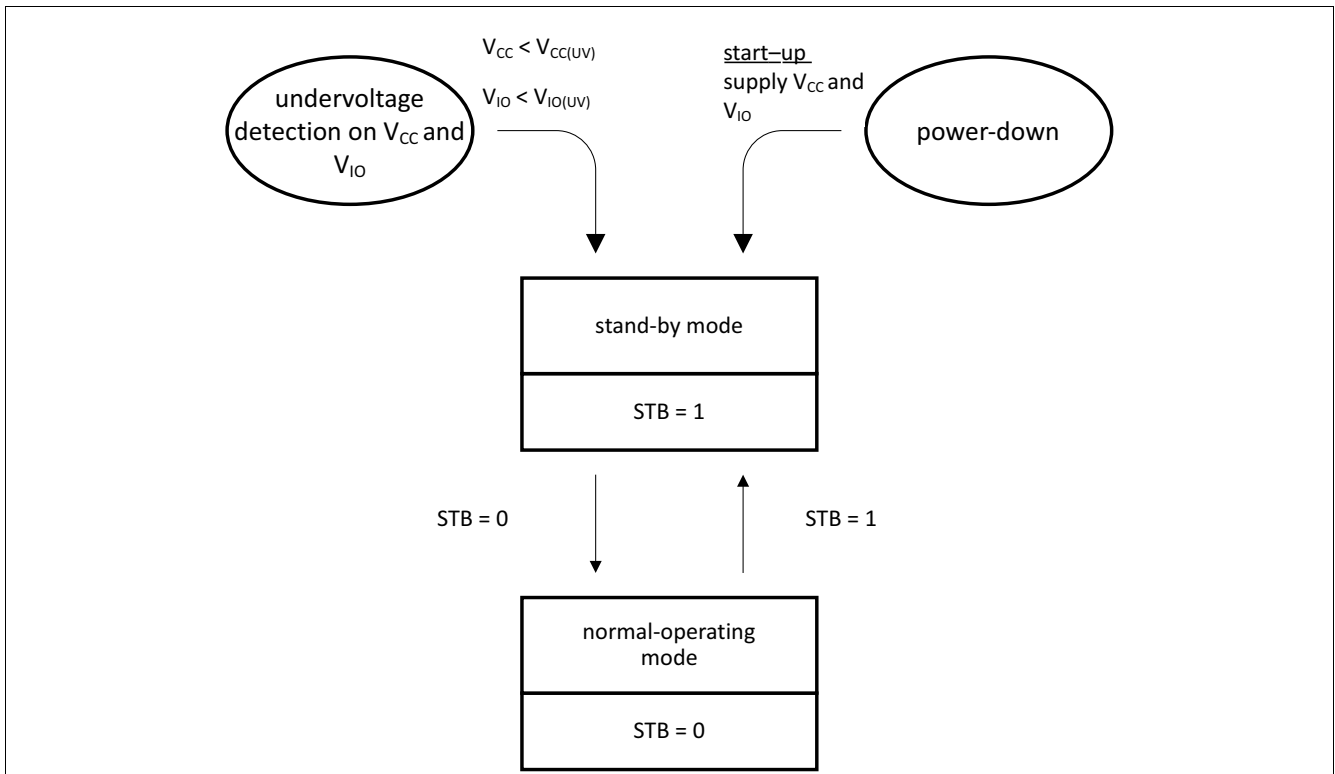 undervoltage
detection on V_CC and
V_IO
V_CC < V_CC(UV)
V_IO < V_IO(UV)
start–up
supply V_CC and
V_IO
power-down
stand-by mode
STB = 1
STB = 0
STB = 1
normal-operating
mode
STB = 0